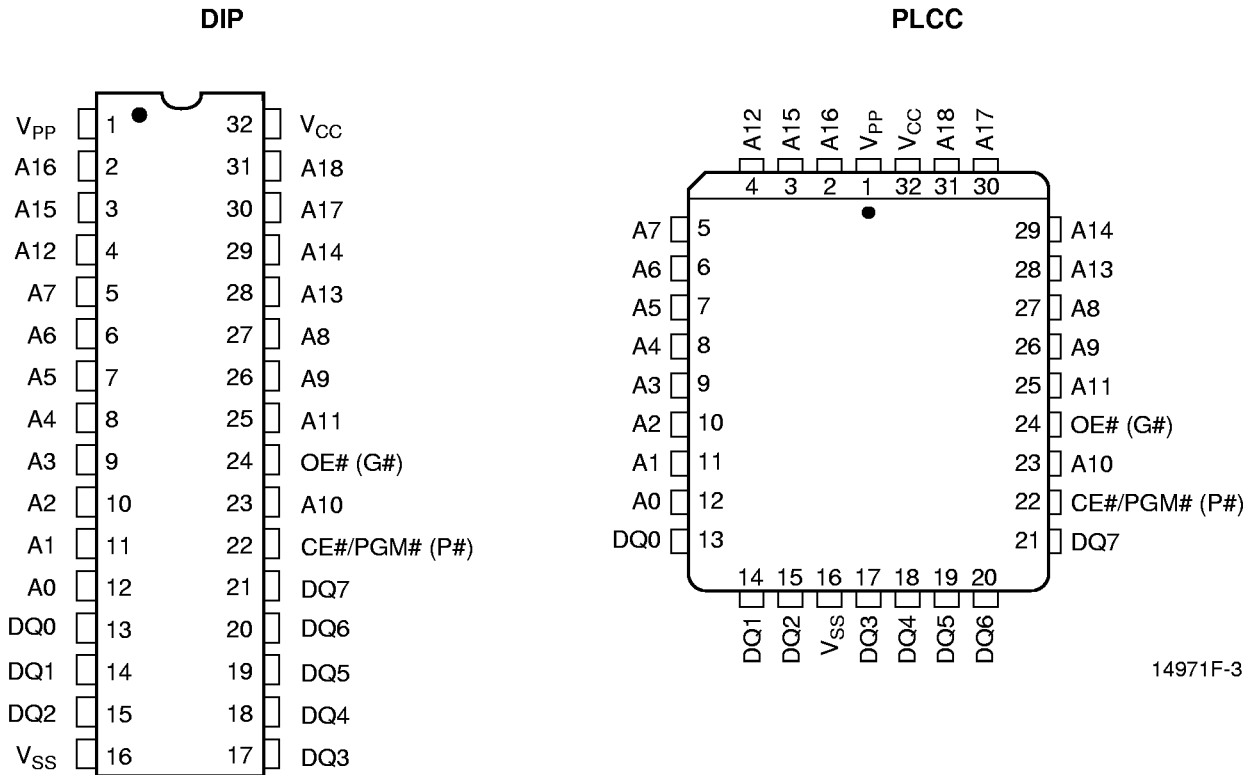 DIP
PLCC
VPP 1 32 VCC
A16 2 31 A18
A15 3 30 A17
A12 4 29 A14
A7 5 28 A13
A6 6 27 A8
A5 7 26 A9
A4 8 25 A11
A3 9 24 OE# (G#)
A2 10 23 A10
A1 11 22 CE#/PGM# (P#)
A0 12 21 DQ7
DQ0 13 20 DQ6
DQ1 14 19 DQ5
DQ2 15 18 DQ4
VSS 16 17 DQ3
A12 A15 A16 VPP VCC A18 A17
4 3 2 1 32 31 30
A7 5 29 A14
A6 6 28 A13
A5 7 27 A8
A4 8 26 A9
A3 9 25 A11
A2 10 24 OE# (G#)
A1 11 23 A10
A0 12 22 CE#/PGM# (P#)
DQ0 13 21 DQ7
14 15 16 17 18 19 20
DQ1 DQ2 VSS DQ3 DQ4 DQ5 DQ6
14971F-3